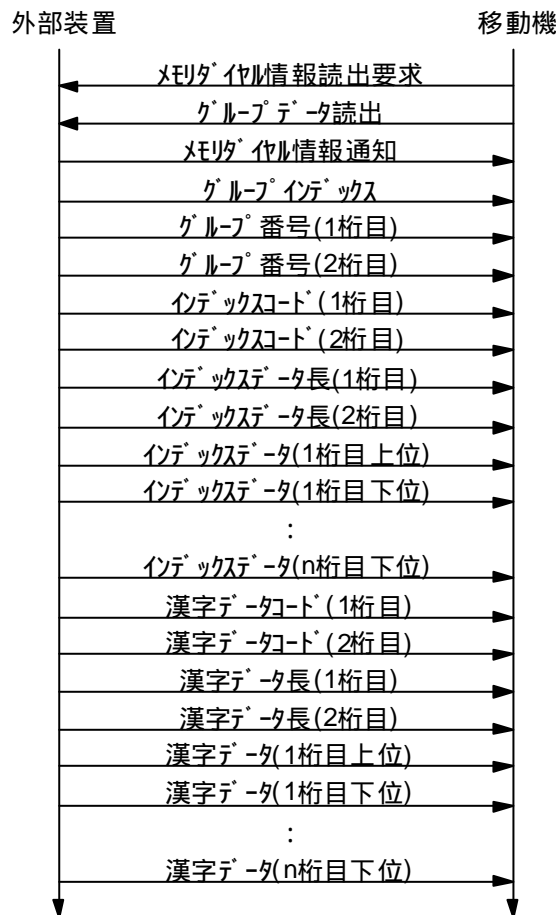 外部装置 移動機
ﾒﾓﾘﾀﾞｲﾔﾙ情報読出要求
ｸﾞﾙｰﾌﾟﾃﾞｰﾀ読出
ﾒﾓﾘﾀﾞｲﾔﾙ情報通知
ｸﾞﾙｰﾌﾟｲﾝﾃﾞｯｸｽ
ｸﾞﾙｰﾌﾟ番号(1桁目)
ｸﾞﾙｰﾌﾟ番号(2桁目)
ｲﾝﾃﾞｯｸｽｺｰﾄﾞ(1桁目)
ｲﾝﾃﾞｯｸｽｺｰﾄﾞ(2桁目)
ｲﾝﾃﾞｯｸｽﾃﾞｰﾀ長(1桁目)
ｲﾝﾃﾞｯｸｽﾃﾞｰﾀ長(2桁目)
ｲﾝﾃﾞｯｸｽﾃﾞｰﾀ(1桁目上位)
ｲﾝﾃﾞｯｸｽﾃﾞｰﾀ(1桁目下位)
:
ｲﾝﾃﾞｯｸｽﾃﾞｰﾀ(n桁目下位)
漢字ﾃﾞｰﾀｺｰﾄﾞ(1桁目)
漢字ﾃﾞｰﾀｺｰﾄﾞ(2桁目)
漢字ﾃﾞｰﾀ長(1桁目)
漢字ﾃﾞｰﾀ長(2桁目)
漢字ﾃﾞｰﾀ(1桁目上位)
漢字ﾃﾞｰﾀ(1桁目下位)
:
漢字ﾃﾞｰﾀ(n桁目下位)